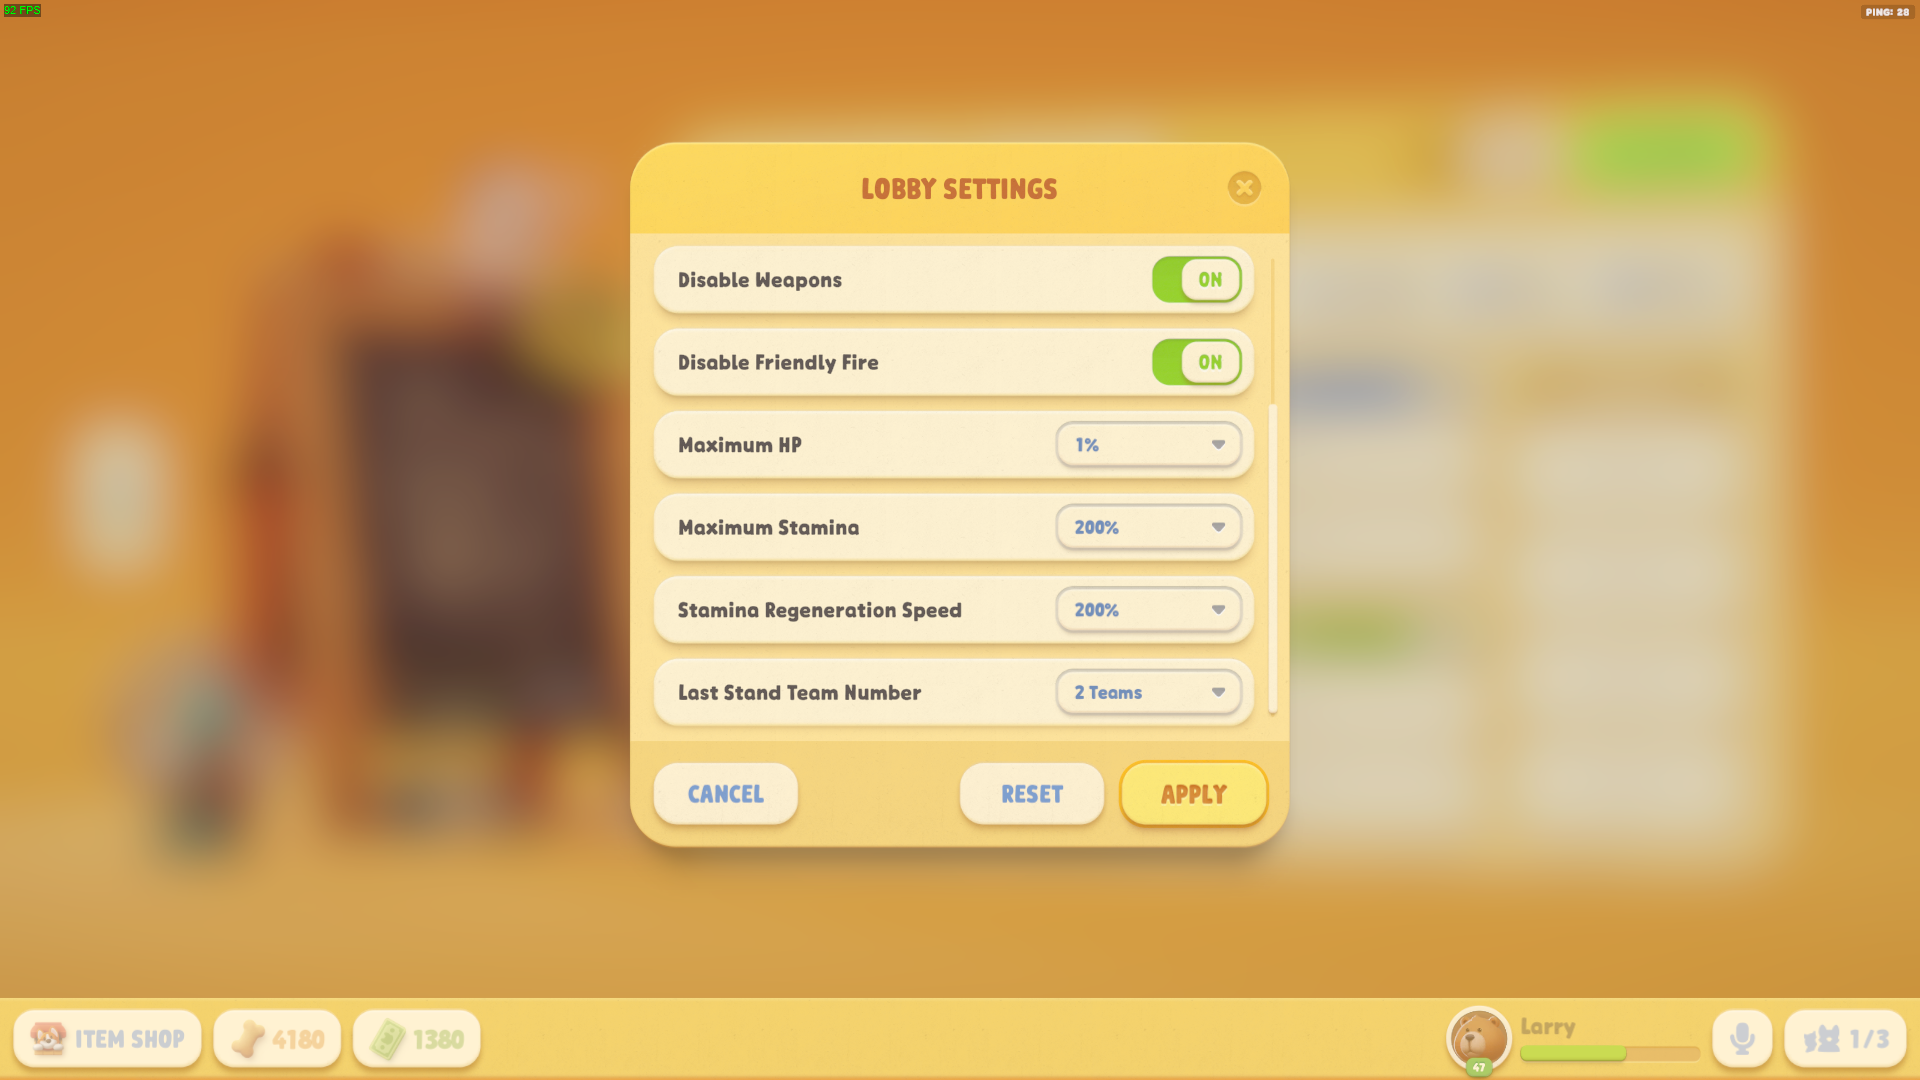 92 FPS
PING: 28
LOBBY SETTINGS
Disable Weapons
ON
Disable Friendly Fire
ON
Maximum HP
1%
Maximum Stamina
200%
Stamina Regeneration Speed
200%
Last Stand Team Number
2 Teams
CANCEL
RESET
APPLY
ITEM SHOP
4180
1380
Larry
47
1/3